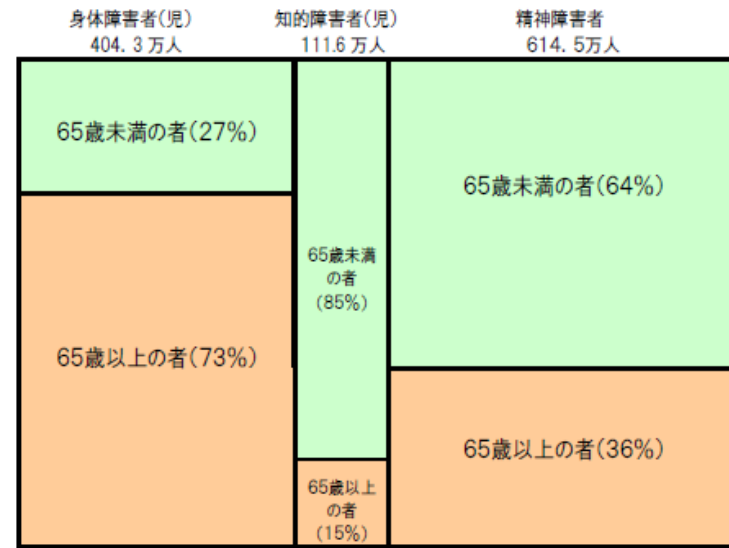 身体障害者(児)
404.3万人
知的障害者(児)
111.6万人
精神障害者
614.5万人
65歳未満の者(27%)
65歳以上の者(73%)
65歳未満
の者
(85%)
65歳以上
の者
(15%)
65歳未満の者(64%)
65歳以上の者(36%)